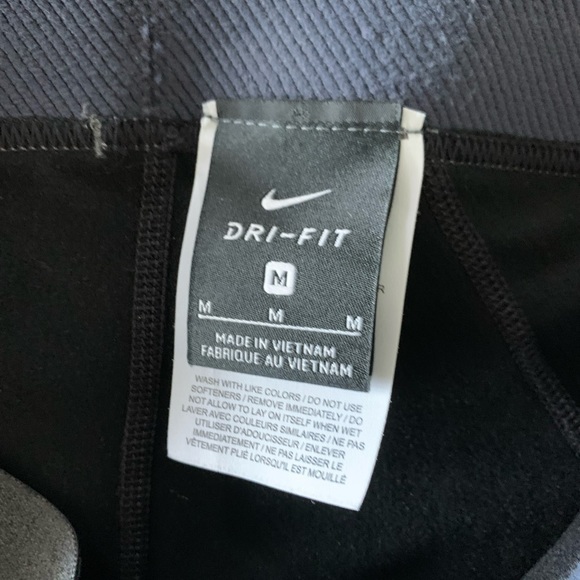 DRI-FIT
M
M M M
MADE IN VIETNAM
FABRIQUE AU VIETNAM
WASH WITH LIKE COLORS / DO NOT USE
SOFTENERS / REMOVE IMMEDIATELY / DO
NOT ALLOW TO LAY ON ITSELF WHEN WET
LAVER AVEC COULEURS SIMILAIRES / NE PAS
UTILISER D'ADOUCISSEUR / ENLEVER
IMMEDIATEMENT / NE PAS LAISSER LE
VÊTEMENT PLIÉ LORSQU'IL EST MOUILLÉ